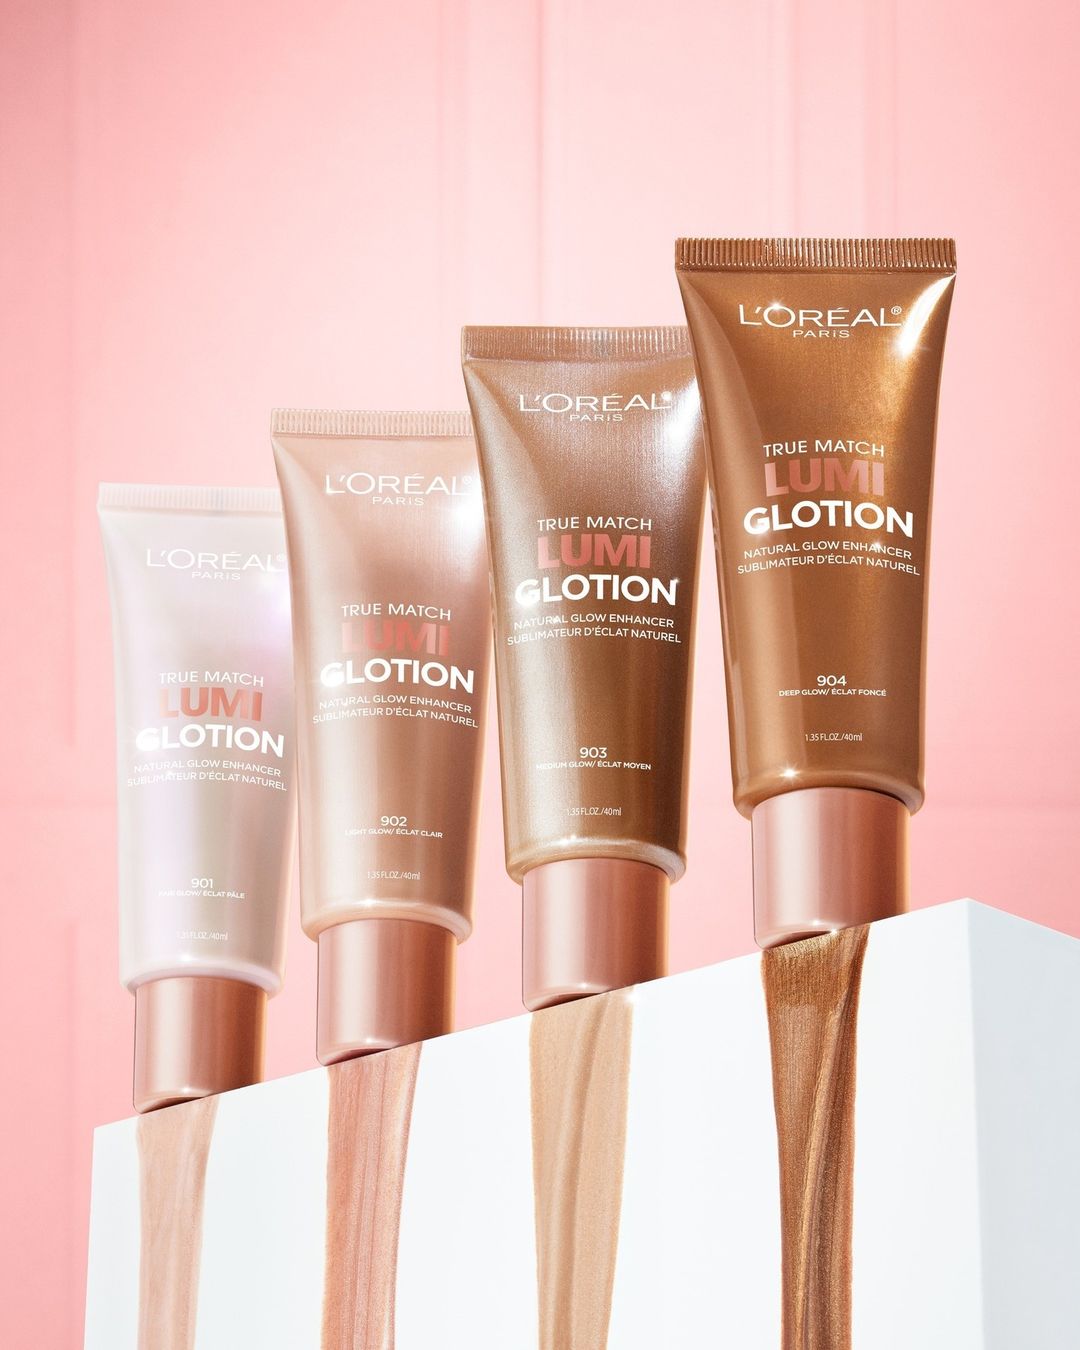 L'ORÉAL®
PARIS
TRUE MATCH
LUMI
GLOTION
NATURAL GLOW ENHANCER
SUBLIMATEUR D'ÉCLAT NATUREL
901
FAIR GLOW/ ÉCLAT PÂLE
1.35 FL.OZ./40ml
L'ORÉAL®
PARIS
TRUE MATCH
LUMI
GLOTION
NATURAL GLOW ENHANCER
SUBLIMATEUR D'ÉCLAT NATUREL
902
LIGHT GLOW/ ÉCLAT CLAIR
1.35 FL.OZ./40ml
L'ORÉAL®
PARIS
TRUE MATCH
LUMI
GLOTION
NATURAL GLOW ENHANCER
SUBLIMATEUR D'ÉCLAT NATUREL
903
MEDIUM GLOW/ ÉCLAT MOYEN
1.35 FL.OZ./40ml
L'ORÉAL®
PARIS
TRUE MATCH
LUMI
GLOTION
NATURAL GLOW ENHANCER
SUBLIMATEUR D'ÉCLAT NATUREL
904
DEEP GLOW/ ÉCLAT FONCÉ
1.35 FL.OZ./40ml